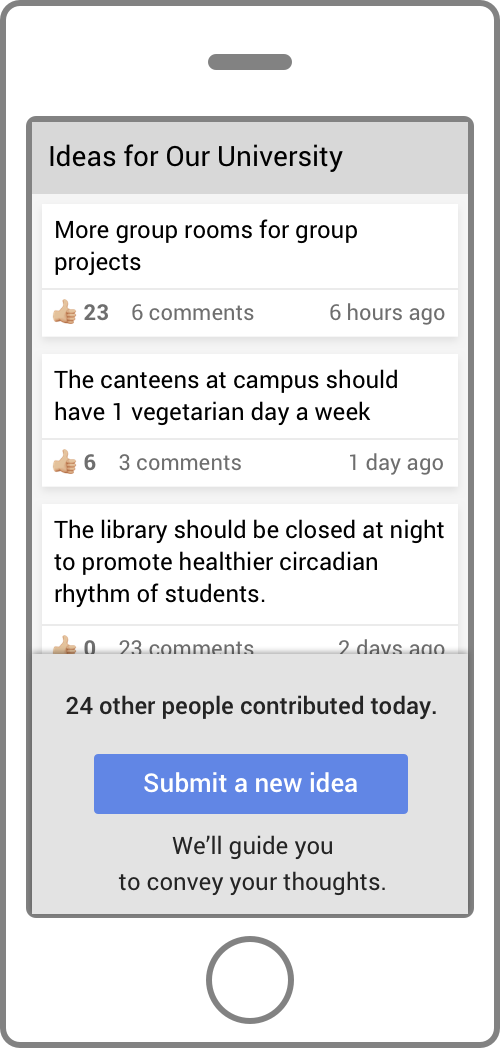 Ideas for Our University
More group rooms for group
projects
23 6 comments 6 hours ago
The canteens at campus should
have 1 vegetarian day a week
6 3 comments 1 day ago
The library should be closed at night
to promote healthier circadian
rhythm of students.
0 23 comments 2 days ago
24 other people contributed today.
Submit a new idea
We’ll guide you
to convey your thoughts.